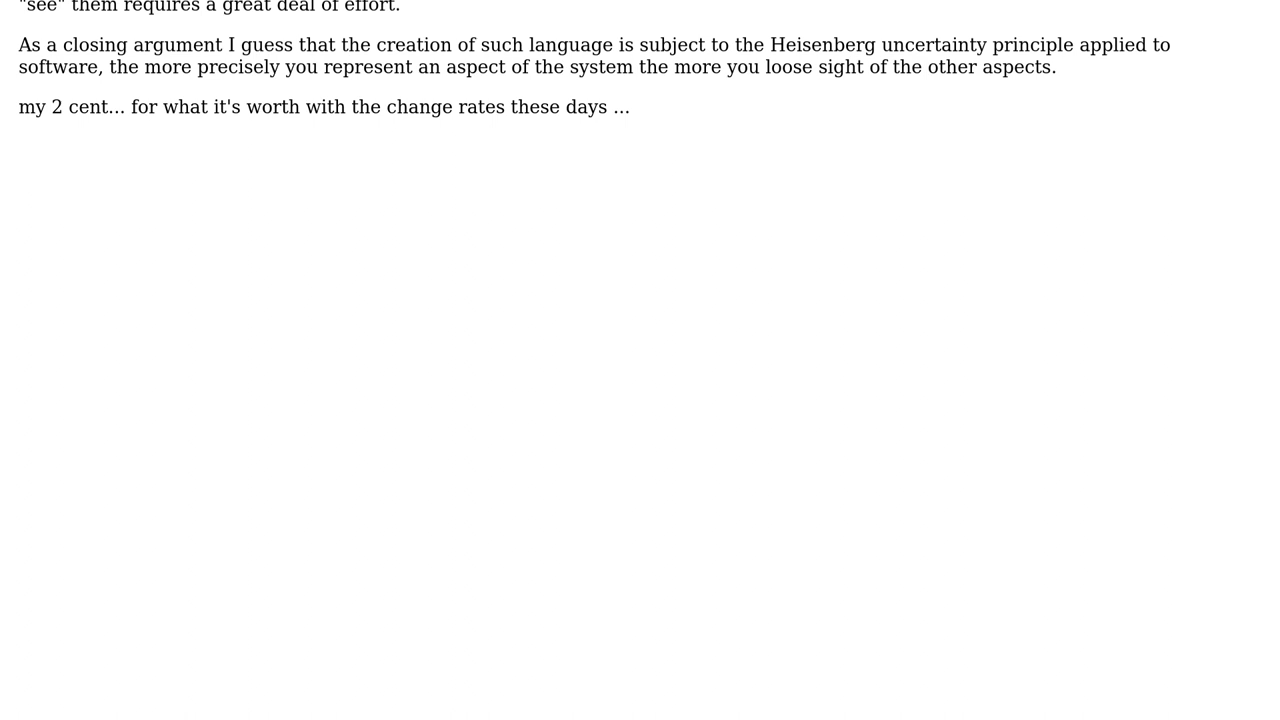 "see" them requires a great deal of effort.
As a closing argument I guess that the creation of such language is subject to the Heisenberg uncertainty principle applied to
software, the more precisely you represent an aspect of the system the more you loose sight of the other aspects.
my 2 cent... for what it's worth with the change rates these days ...